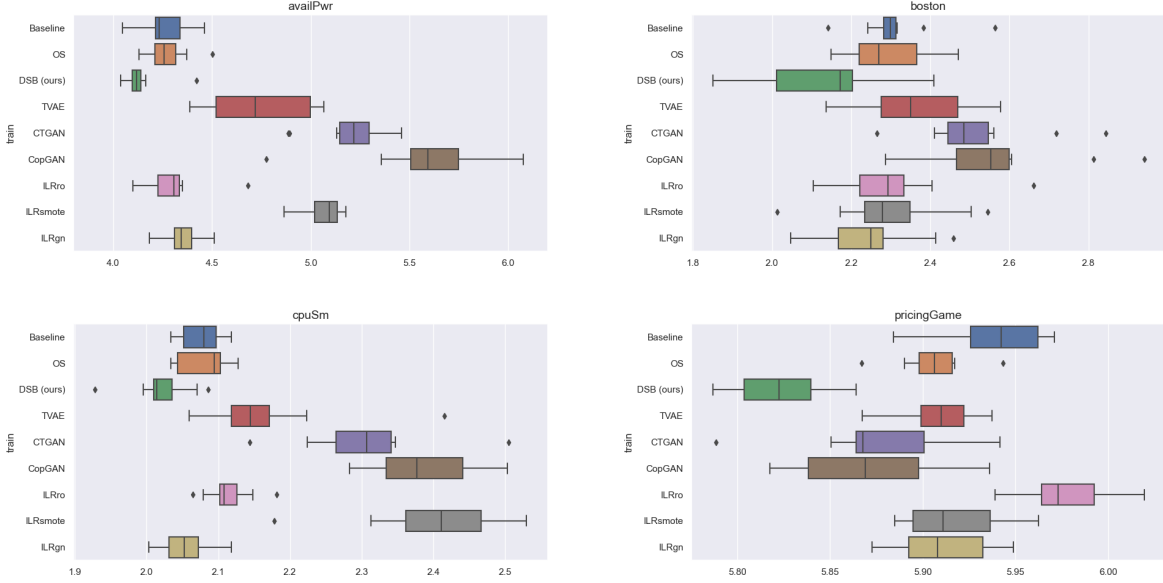 availPwr
Baseline
OS
DSB (ours)
TVAE
CTGAN
CopGAN
ILRro
ILRsmote
ILRgn
train
4.0 4.5 5.0 5.5 6.0
boston
Baseline
OS
DSB (ours)
TVAE
CTGAN
CopGAN
ILRro
ILRsmote
ILRgn
train
1.8 2.0 2.2 2.4 2.6 2.8
cpuSm
Baseline
OS
DSB (ours)
TVAE
CTGAN
CopGAN
ILRro
ILRsmote
ILRgn
train
1.9 2.0 2.1 2.2 2.3 2.4 2.5
pricingGame
Baseline
OS
DSB (ours)
TVAE
CTGAN
CopGAN
ILRro
ILRsmote
ILRgn
train
5.80 5.85 5.90 5.95 6.00